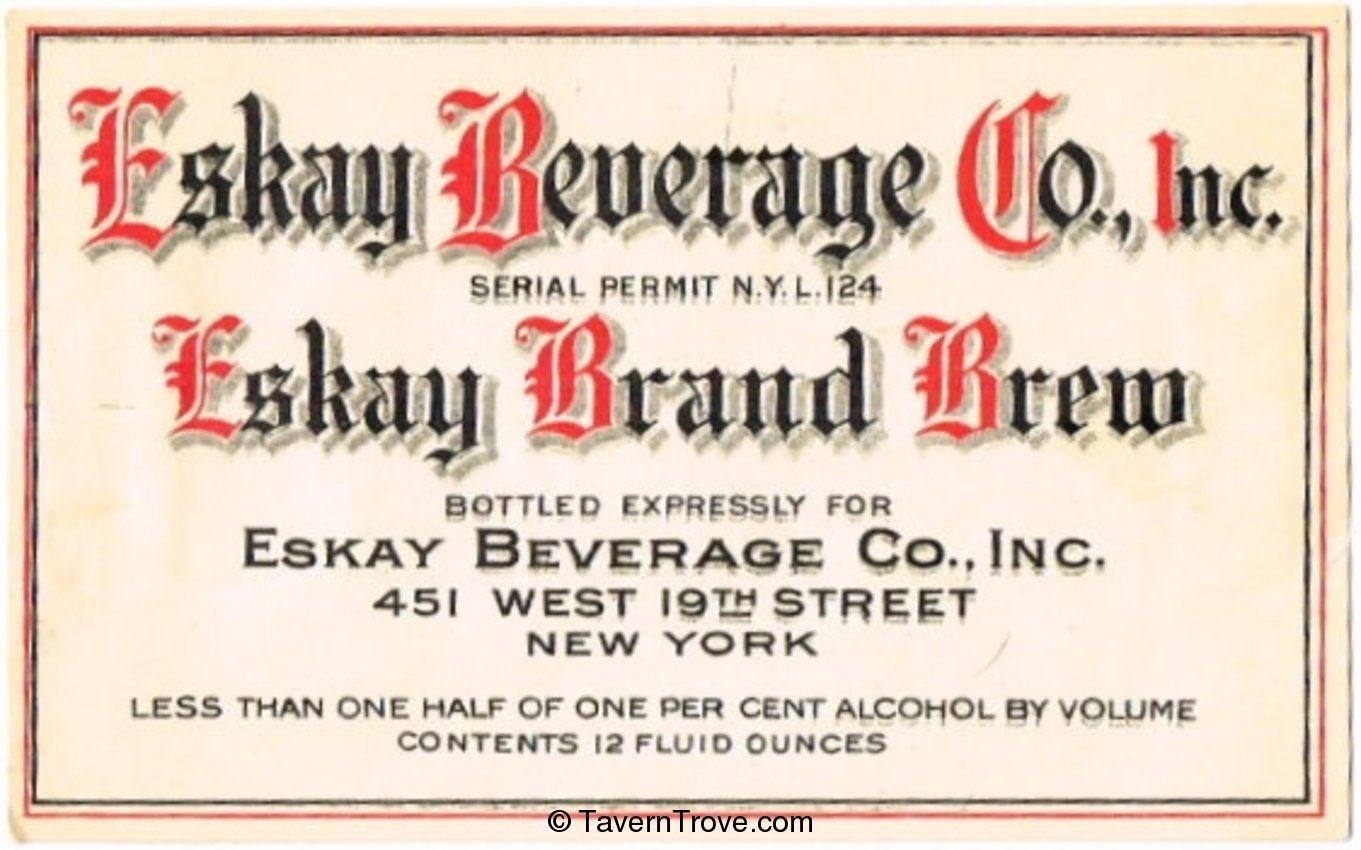 Eskay Beverage Co., Inc.
SERIAL PERMIT N.Y.L.124
Eskay Brand Brew
BOTTLED EXPRESSLY FOR
ESKAY BEVERAGE CO., INC.
451 WEST 19TH STREET
NEW YORK
LESS THAN ONE HALF OF ONE PER CENT ALCOHOL BY VOLUME
CONTENTS 12 FLUID OUNCES
© TavernTrove.com